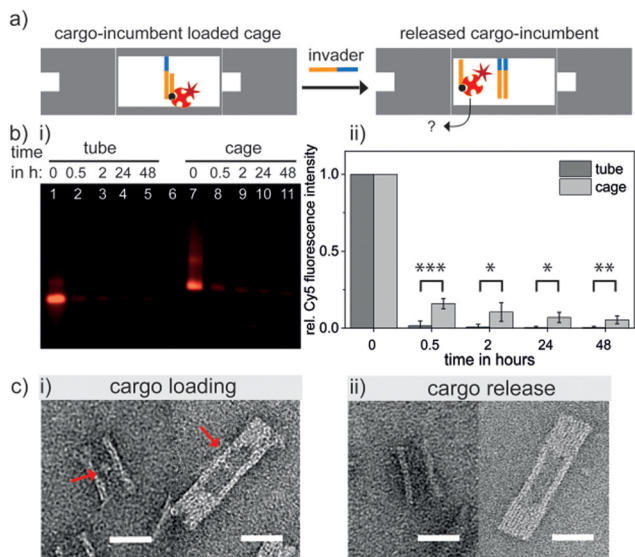 a)
cargo-incumbent loaded cage
invader
released cargo-incumbent
?
b) i)
time tube cage
in h: 0 0.5 2 24 48 0 0.5 2 24 48
1 2 3 4 5 6 7 8 9 10 11
ii)
rel. Cy5 fluorescence intensity
1.0
0.5
0.0
tube
cage
*** * * **
0 0.5 2 24 48
time in hours
c) i) cargo loading
ii) cargo release